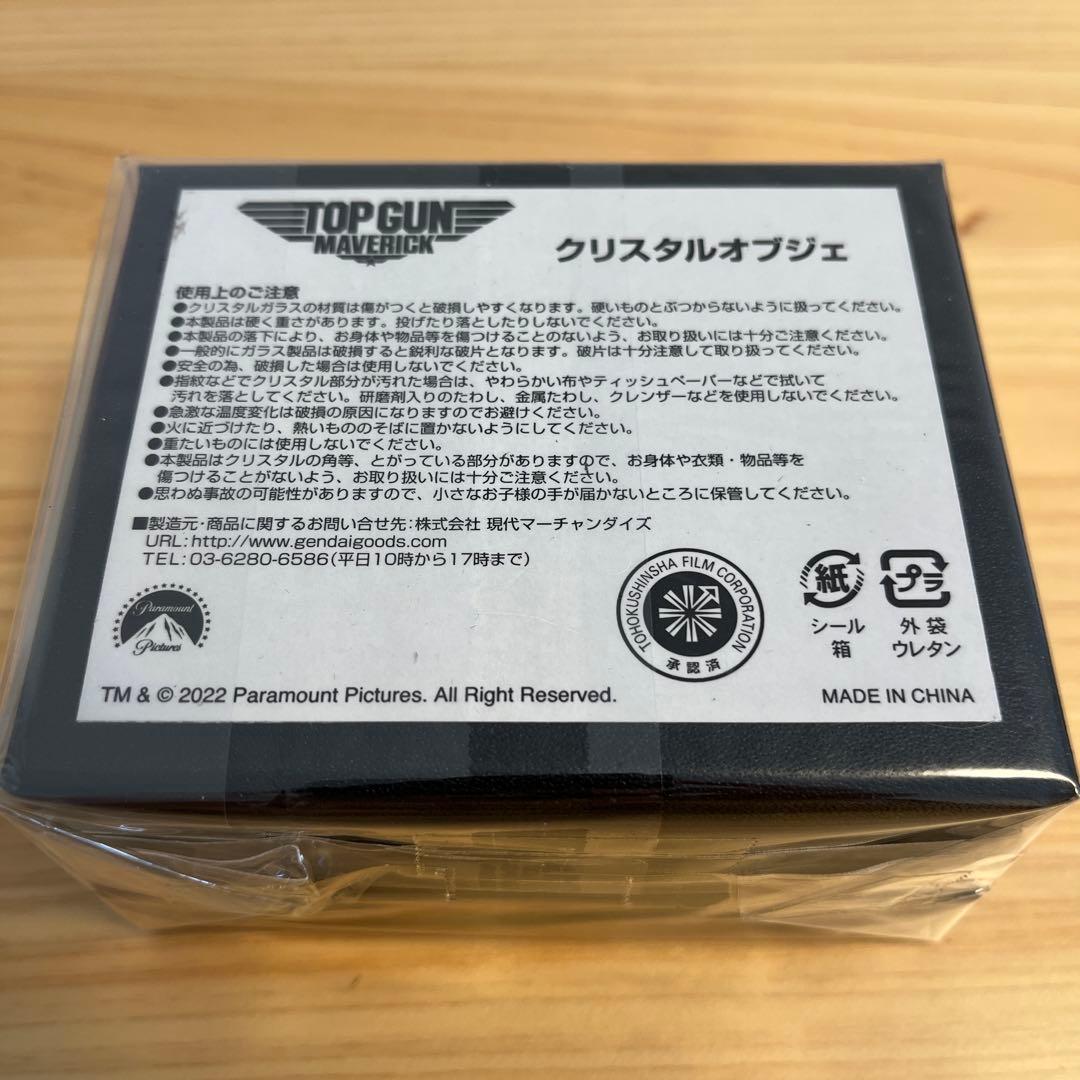 TOP GUN
MAVERICK
クリスタルオブジェ
使用上のご注意
●クリスタルガラスの材質は傷がつくと破損しやすくなります。硬いものとぶつからないように扱ってください。
●本製品は硬く重さがあります。投げたり落としたりしないでください。
●本製品の落下により、お身体や物品等を傷つけることのないよう、お取り扱いには十分ご注意ください。
●一般的にガラス製品は破損すると鋭利な破片となります。破片は十分注意して取り扱ってください。
●安全の為、破損した場合は使用しないでください。
●指紋などでクリスタル部分が汚れた場合は、やわらかい布やティッシュペーパーなどで拭いて
汚れを落としてください。研磨剤入りのたわし、金属たわし、クレンザーなどを使用しないでください。
●急激な温度変化は破損の原因になりますのでお避けください。
●火に近づけたり、熱いもののそばに置かないようにしてください。
●重たいものには使用しないでください。
●本製品はクリスタルの角等、とがっている部分がありますので、お身体や衣類・物品等を
傷つけることがないよう、お取り扱いには十分ご注意ください。
●思わぬ事故の可能性がありますので、小さなお子様の手が届かないところに保管してください。
■製造元・商品に関するお問い合せ先：株式会社 現代マーチャンダイズ
URL：http://www.gendaigoods.com
TEL：03-6280-6586（平日10時から17時まで）
Paramount
Pictures
TOHOKUSHINSHA FILM CORPORATION
承認済
紙
シール
箱
プラ
外袋
ウレタン
TM & © 2022 Paramount Pictures. All Right Reserved.
MADE IN CHINA